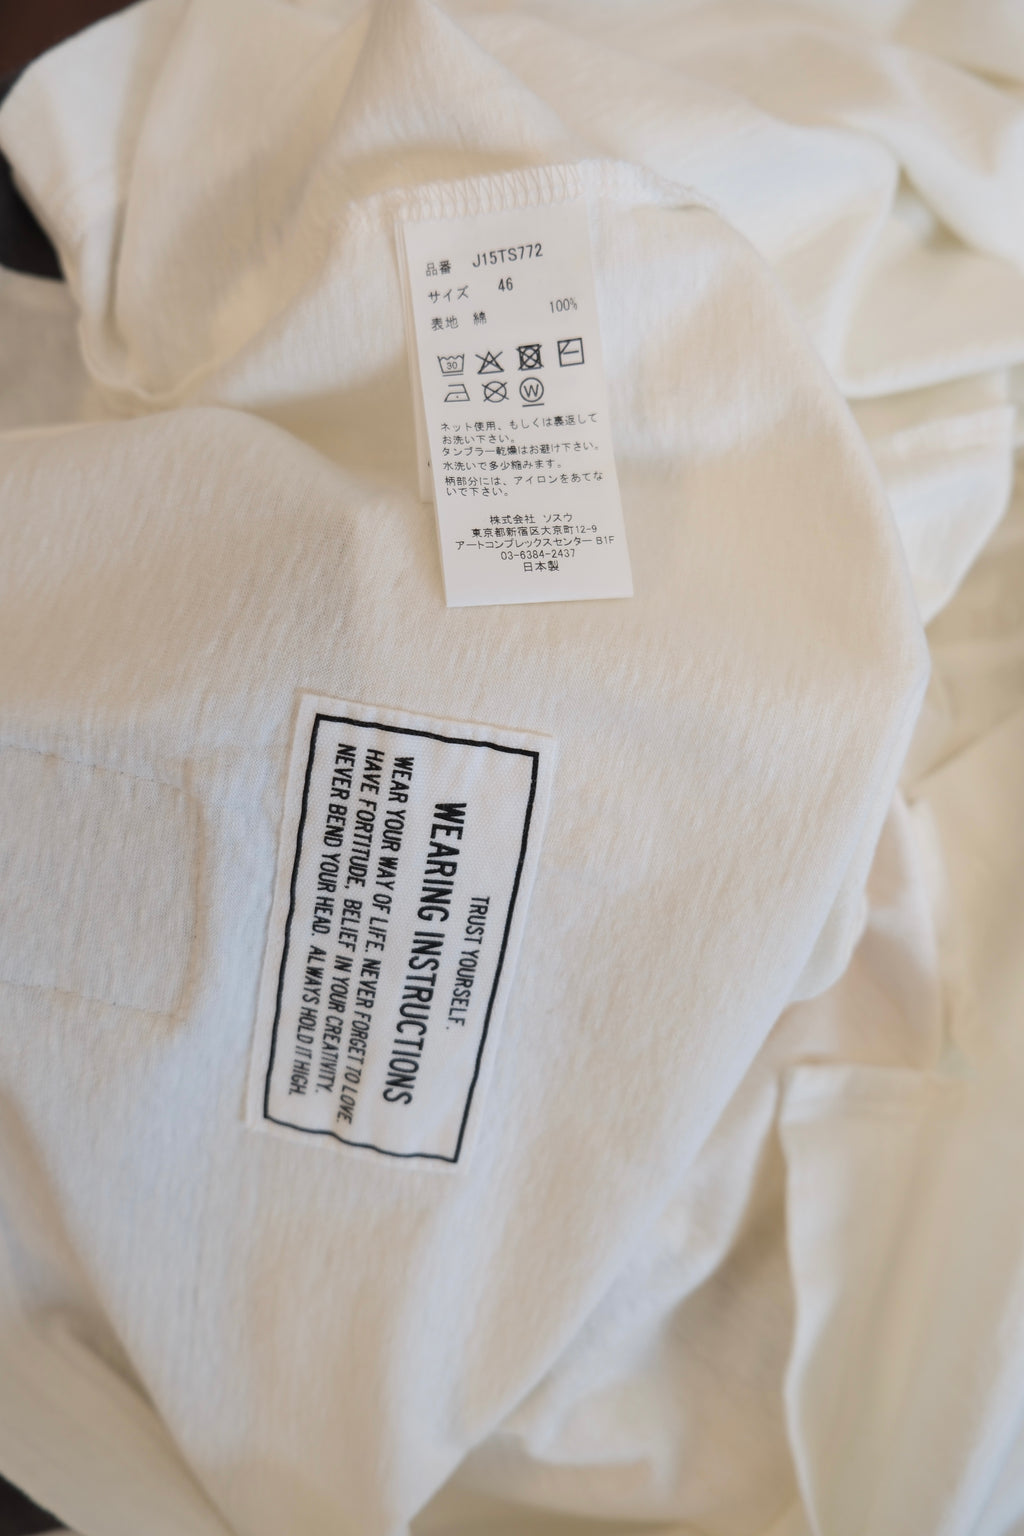 品番 J15TS772
サイズ 46
表地 綿 100%
30
W
ネット使用、もしくは裏返して
お洗い下さい。
タンブラー乾燥はお避け下さい。
水洗いで多少縮みます。
柄部分には、アイロンをあてな
いで下さい。
株式会社 ソスウ
東京都新宿区大京町12-9
アートコンプレックスセンター B1F
03-6384-2437
日本製
TRUST YOURSELF.
WEARING INSTRUCTIONS
WEAR YOUR WAY OF LIFE. NEVER FORGET TO LOVE.
HAVE FORTITUDE, BELIEF IN YOUR CREATIVITY.
NEVER BEND YOUR HEAD. ALWAYS HOLD IT HIGH.